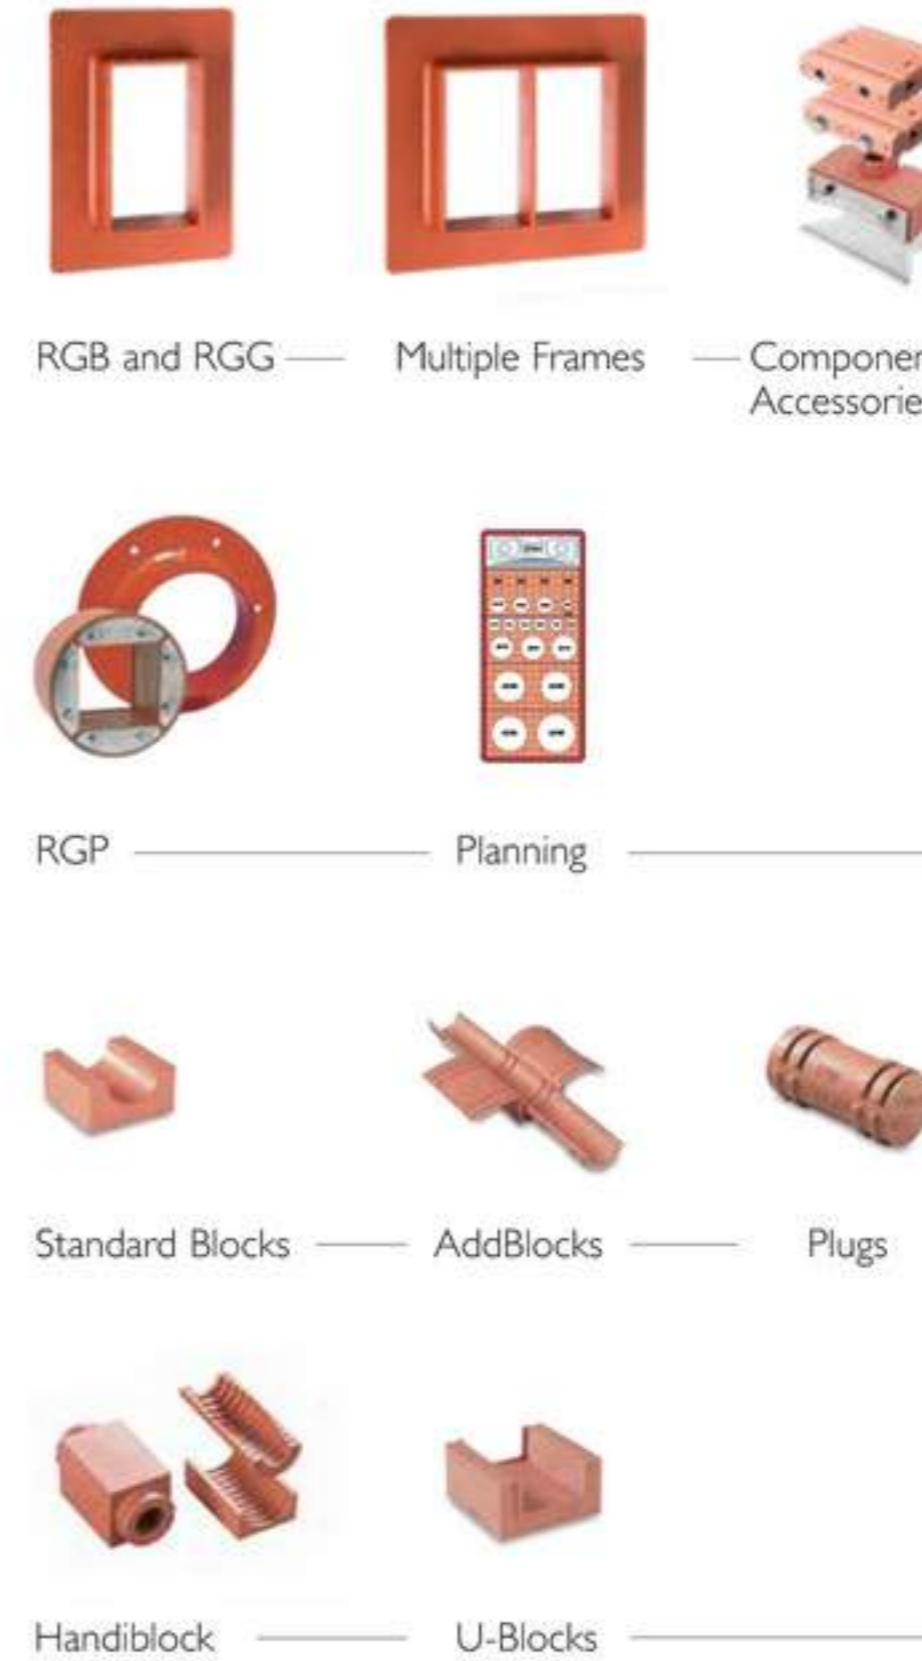 RGB and RGG
Multiple Frames
Componen
Accessorie
RGP
Planning
Standard Blocks
AddBlocks
Plugs
Handiblock
U-Blocks